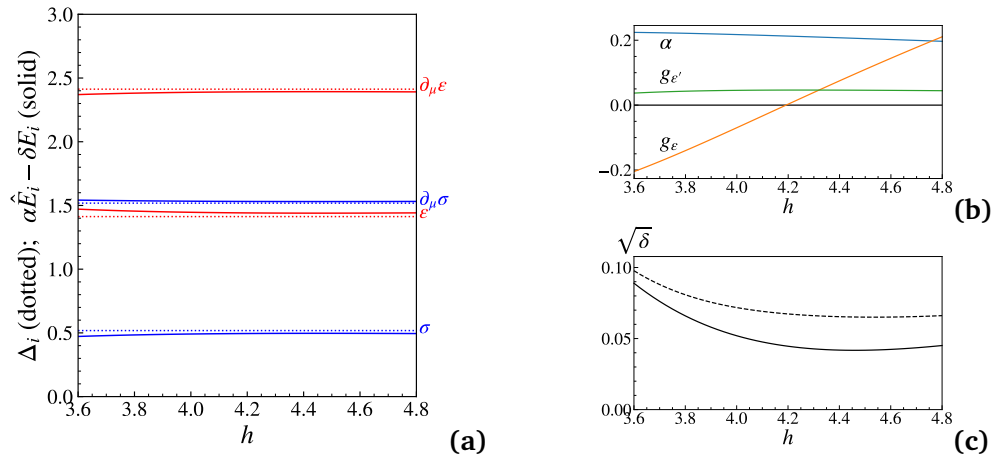 Δ_i (dotted); αÊ_i − δE_i (solid)
3.0
2.5
2.0
1.5
1.0
0.5
0.0
∂_με
∂_μσ
ε
σ
3.6 3.8 4.0 4.2 4.4 4.6 4.8
h
(a)
0.2
0.0
−0.2
α
g_ε′
g_ε
3.6 3.8 4.0 4.2 4.4 4.6 4.8
h
(b)
√δ
0.10
0.05
0.00
3.6 3.8 4.0 4.2 4.4 4.6 4.8
h
(c)